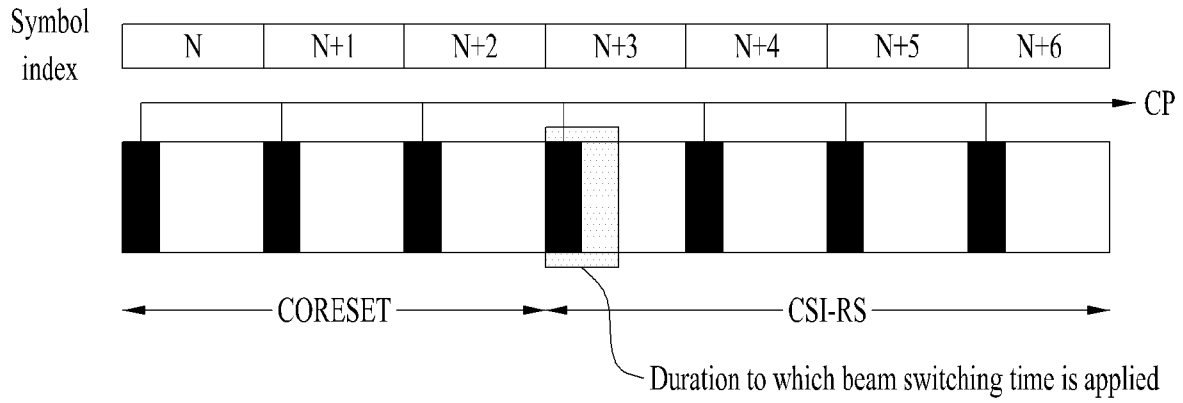 Symbol
index
N N+1 N+2 N+3 N+4 N+5 N+6
CP
CORESET CSI-RS
Duration to which beam switching time is applied